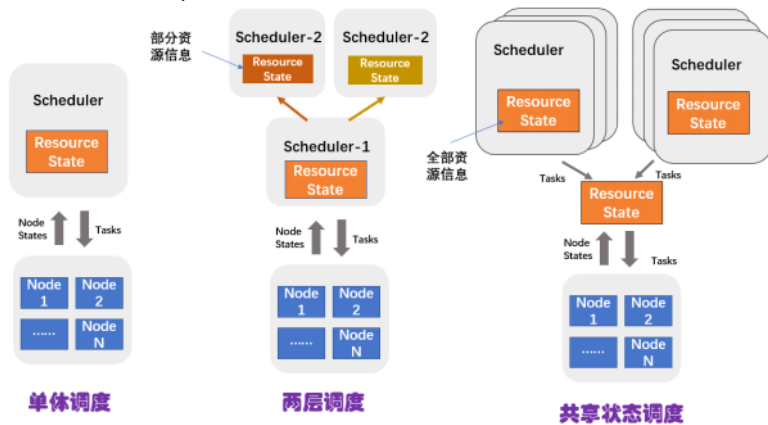 Scheduler
Resource
State
Node
States
Tasks
Node
1
Node
2
……
Node
N
单体调度
部分资
源信息
Scheduler-2
Resource
State
Scheduler-2
Resource
State
Scheduler-1
Resource
State
Node
States
Tasks
Node
1
Node
2
……
Node
N
两层调度
Scheduler
Resource
State
Scheduler
Resource
State
全部资
源信息
Tasks
Tasks
Resource
State
Node
States
Tasks
Node
1
Node
2
……
Node
N
共享状态调度